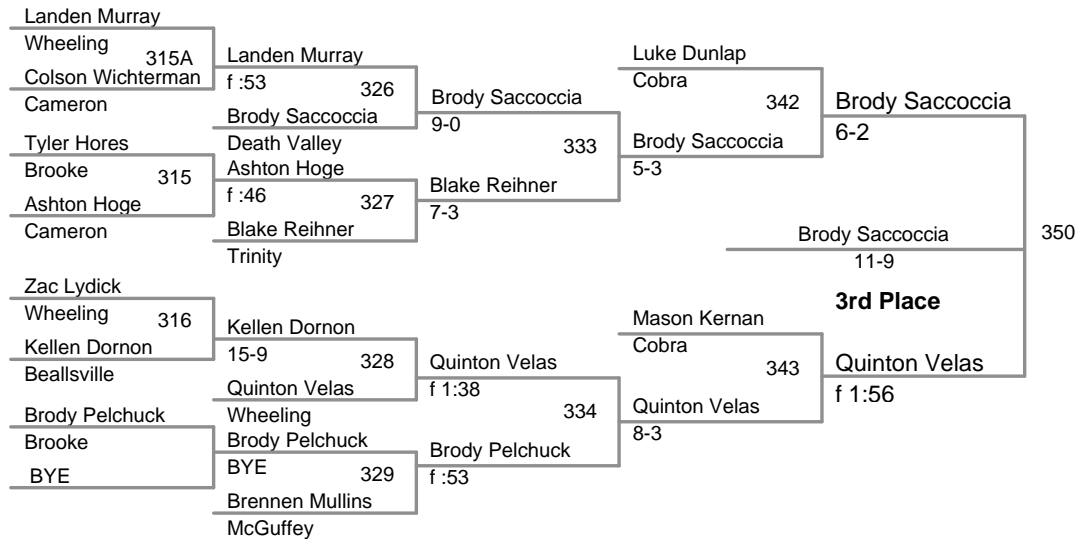 Landen Murray
Wheeling
315A
Colson Wichterman
Cameron
Tyler Hores
Brooke
315
Ashton Hoge
Cameron
Zac Lydick
Wheeling
316
Kellen Dornon
Beallsville
Brody Pelchuck
Brooke
BYE
Landen Murray
f :53
326
Brody Saccoccia
Death Valley
Ashton Hoge
f :46
327
Blake Reihner
Trinity
Kellen Dornon
15-9
328
Quinton Velas
Wheeling
Brody Pelchuck
BYE
329
Brennen Mullins
McGuffey
Brody Saccoccia
9-0
333
Blake Reihner
7-3
Quinton Velas
f 1:38
334
Brody Pelchuck
f :53
Luke Dunlap
Cobra
342
Brody Saccoccia
5-3
Mason Kernan
Cobra
343
Quinton Velas
8-3
Brody Saccoccia
6-2
350
Brody Saccoccia
11-9
3rd Place
Quinton Velas
f 1:56